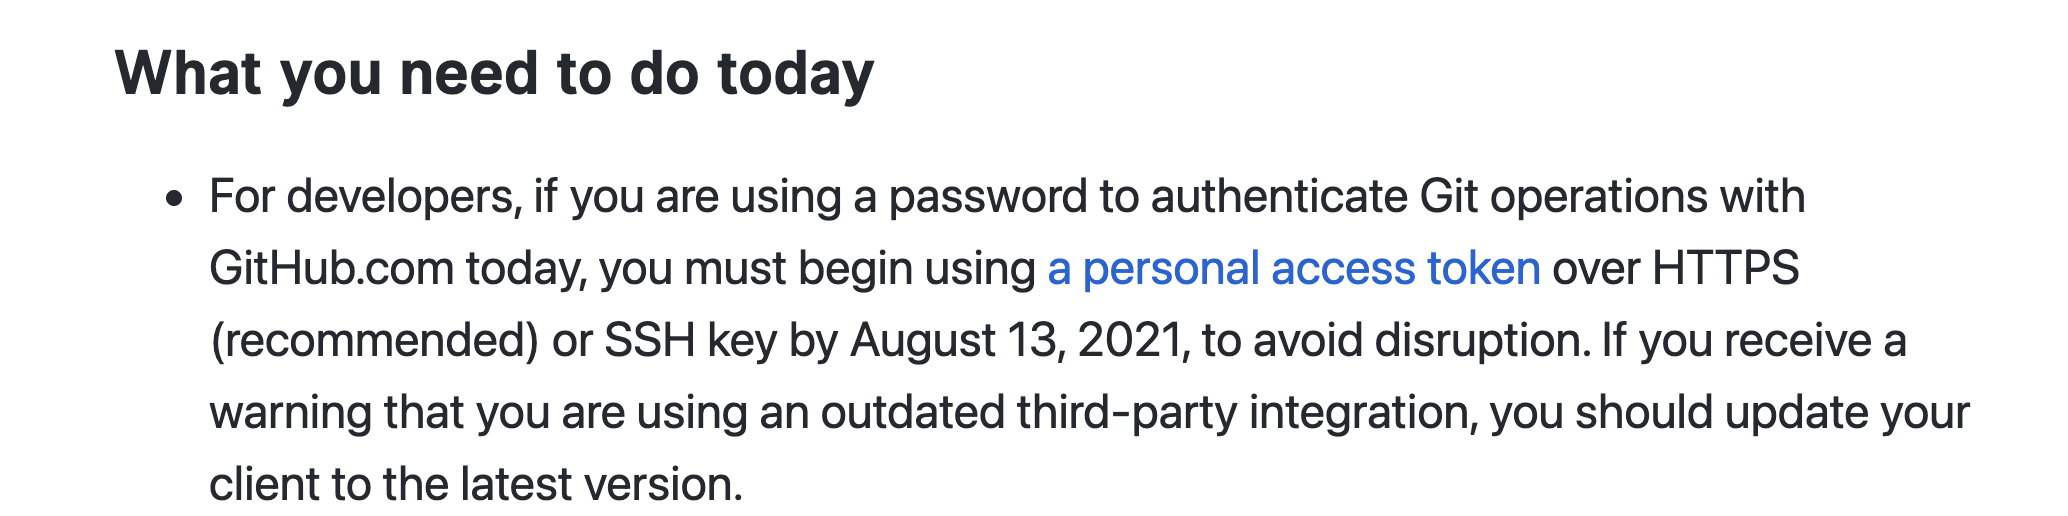 What you need to do today
• For developers, if you are using a password to authenticate Git operations with
GitHub.com today, you must begin using a personal access token over HTTPS
(recommended) or SSH key by August 13, 2021, to avoid disruption. If you receive a
warning that you are using an outdated third-party integration, you should update your
client to the latest version.